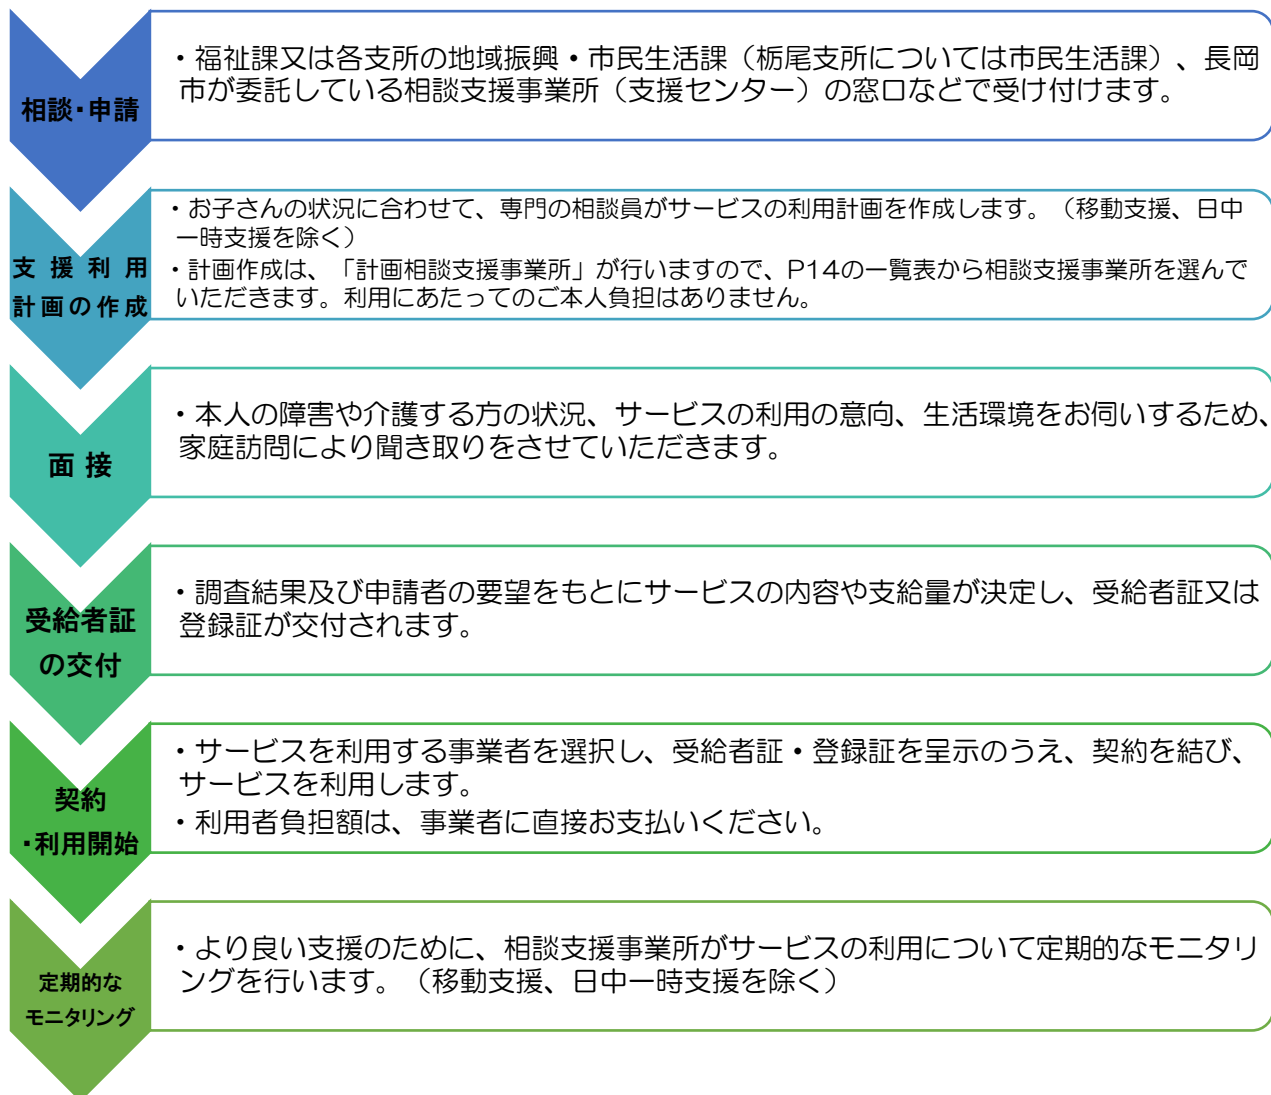 相談・申請
・福祉課又は各支所の地域振興・市民生活課（栃尾支所については市民生活課）、長岡
市が委託している相談支援事業所（支援センター）の窓口などで受け付けます。
支援利用
計画の作成
・お子さんの状況に合わせて、専門の相談員がサービスの利用計画を作成します。（移動支援、日中
一時支援を除く）
・計画作成は、「計画相談支援事業所」が行いますので、P14の一覧表から相談支援事業所を選んで
いただきます。利用にあたってのご本人負担はありません。
面接
・本人の障害や介護する方の状況、サービスの利用の意向、生活環境をお伺いするため、
家庭訪問により聞き取りをさせていただきます。
受給者証
の交付
・調査結果及び申請者の要望をもとにサービスの内容や支給量が決定し、受給者証又は
登録証が交付されます。
契約
・利用開始
・サービスを利用する事業者を選択し、受給者証・登録証を呈示のうえ、契約を結び、
サービスを利用します。
・利用者負担額は、事業者に直接お支払いください。
定期的な
モニタリング
・より良い支援のために、相談支援事業所がサービスの利用について定期的なモニタリ
ングを行います。（移動支援、日中一時支援を除く）